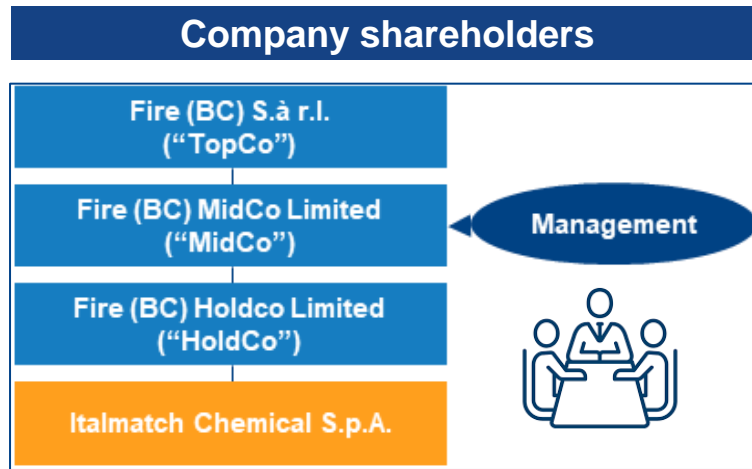 Company shareholders
Fire (BC) S.à r.l.
(“TopCo”)
Fire (BC) MidCo Limited
(“MidCo”)
Management
Fire (BC) Holdco Limited
(“HoldCo”)
Italmatch Chemical S.p.A.